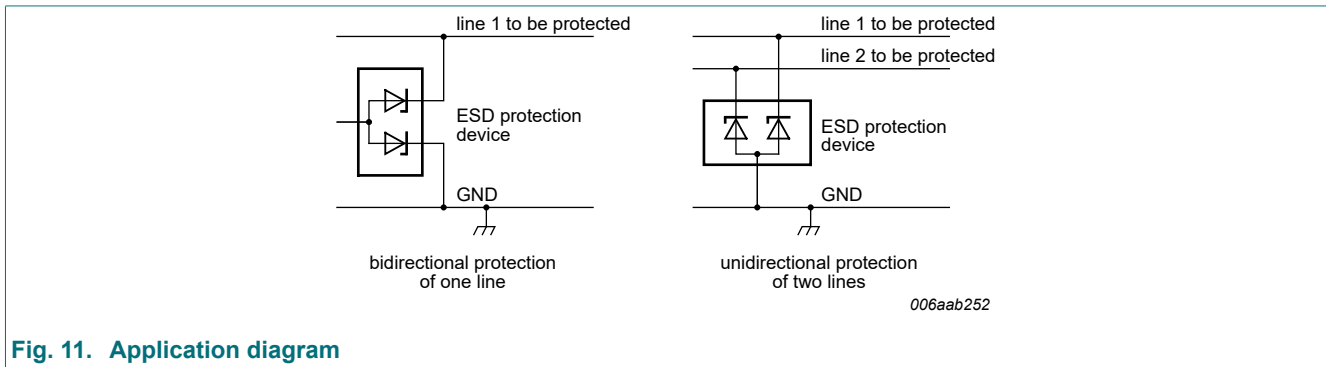 line 1 to be protected
ESD protection
device
GND
bidirectional protection
of one line
line 1 to be protected
line 2 to be protected
ESD protection
device
GND
unidirectional protection
of two lines
006aab252
Fig. 11. Application diagram